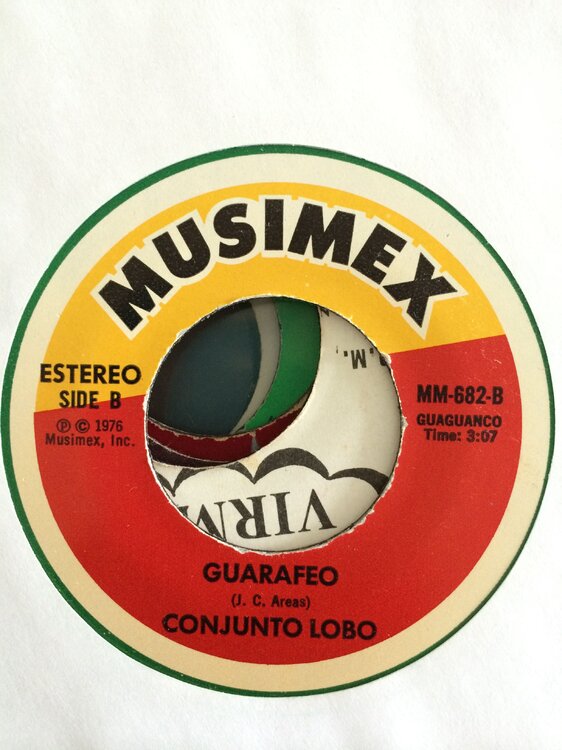 MUSIMEX
ESTEREO
SIDE B
Ⓟ © 1976
Musimex, Inc.
MM-682-B
GUAGUANCO
Time: 3:07
.M.,
VIRM
GUARAFEO
(J. C. Areas)
CONJUNTO LOBO